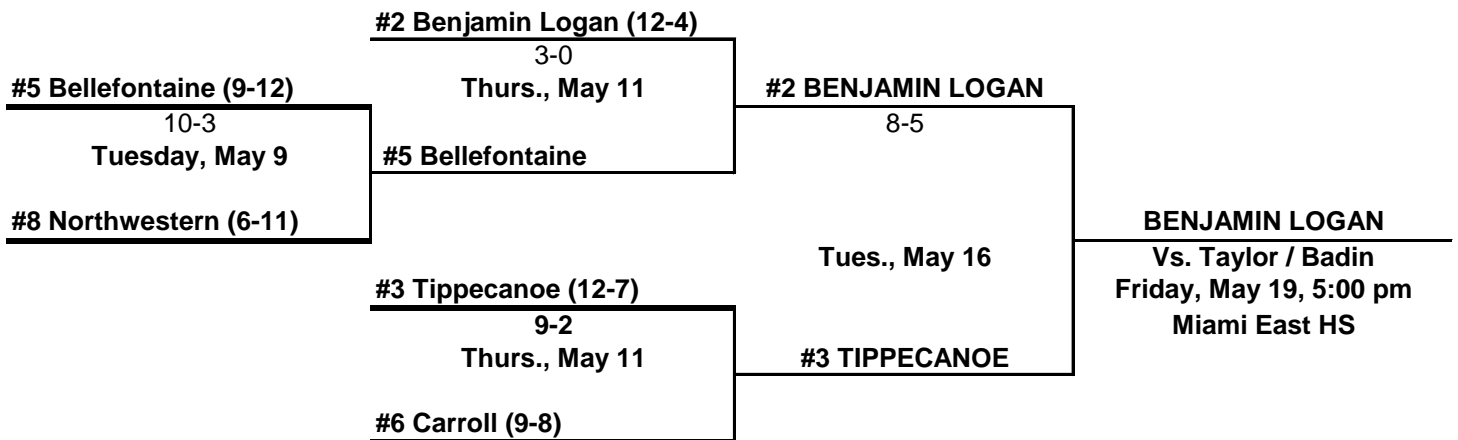 #2 Benjamin Logan (12-4)
3-0
#5 Bellefontaine (9-12)
Thurs., May 11
#2 BENJAMIN LOGAN
10-3
8-5
Tuesday, May 9
#5 Bellefontaine
#8 Northwestern (6-11)
BENJAMIN LOGAN
Tues., May 16
Vs. Taylor / Badin
#3 Tippecanoe (12-7)
Friday, May 19, 5:00 pm
9-2
Miami East HS
Thurs., May 11
#3 TIPPECANOE
#6 Carroll (9-8)